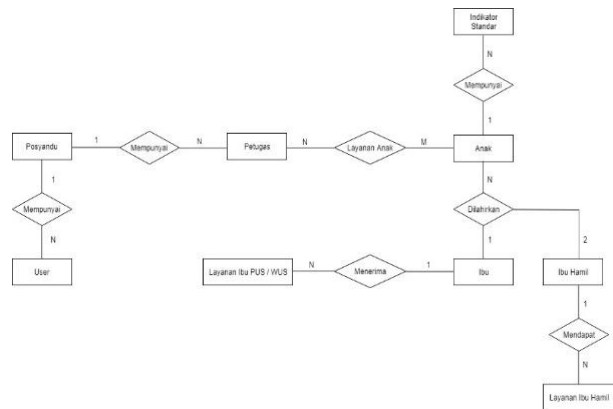 Indikator
Standar
N
Mempunyai
1
Posyandu
1
Mempunyai
N
Petugas
N
Layanan Anak
M
Anak
1
Mempunyai
N
User
N
Dilahirkan
1
2
Layanan Ibu PUS / WUS
N
Menerima
1
Ibu
Ibu Hamil
1
Mendapat
N
Layanan Ibu Hamil